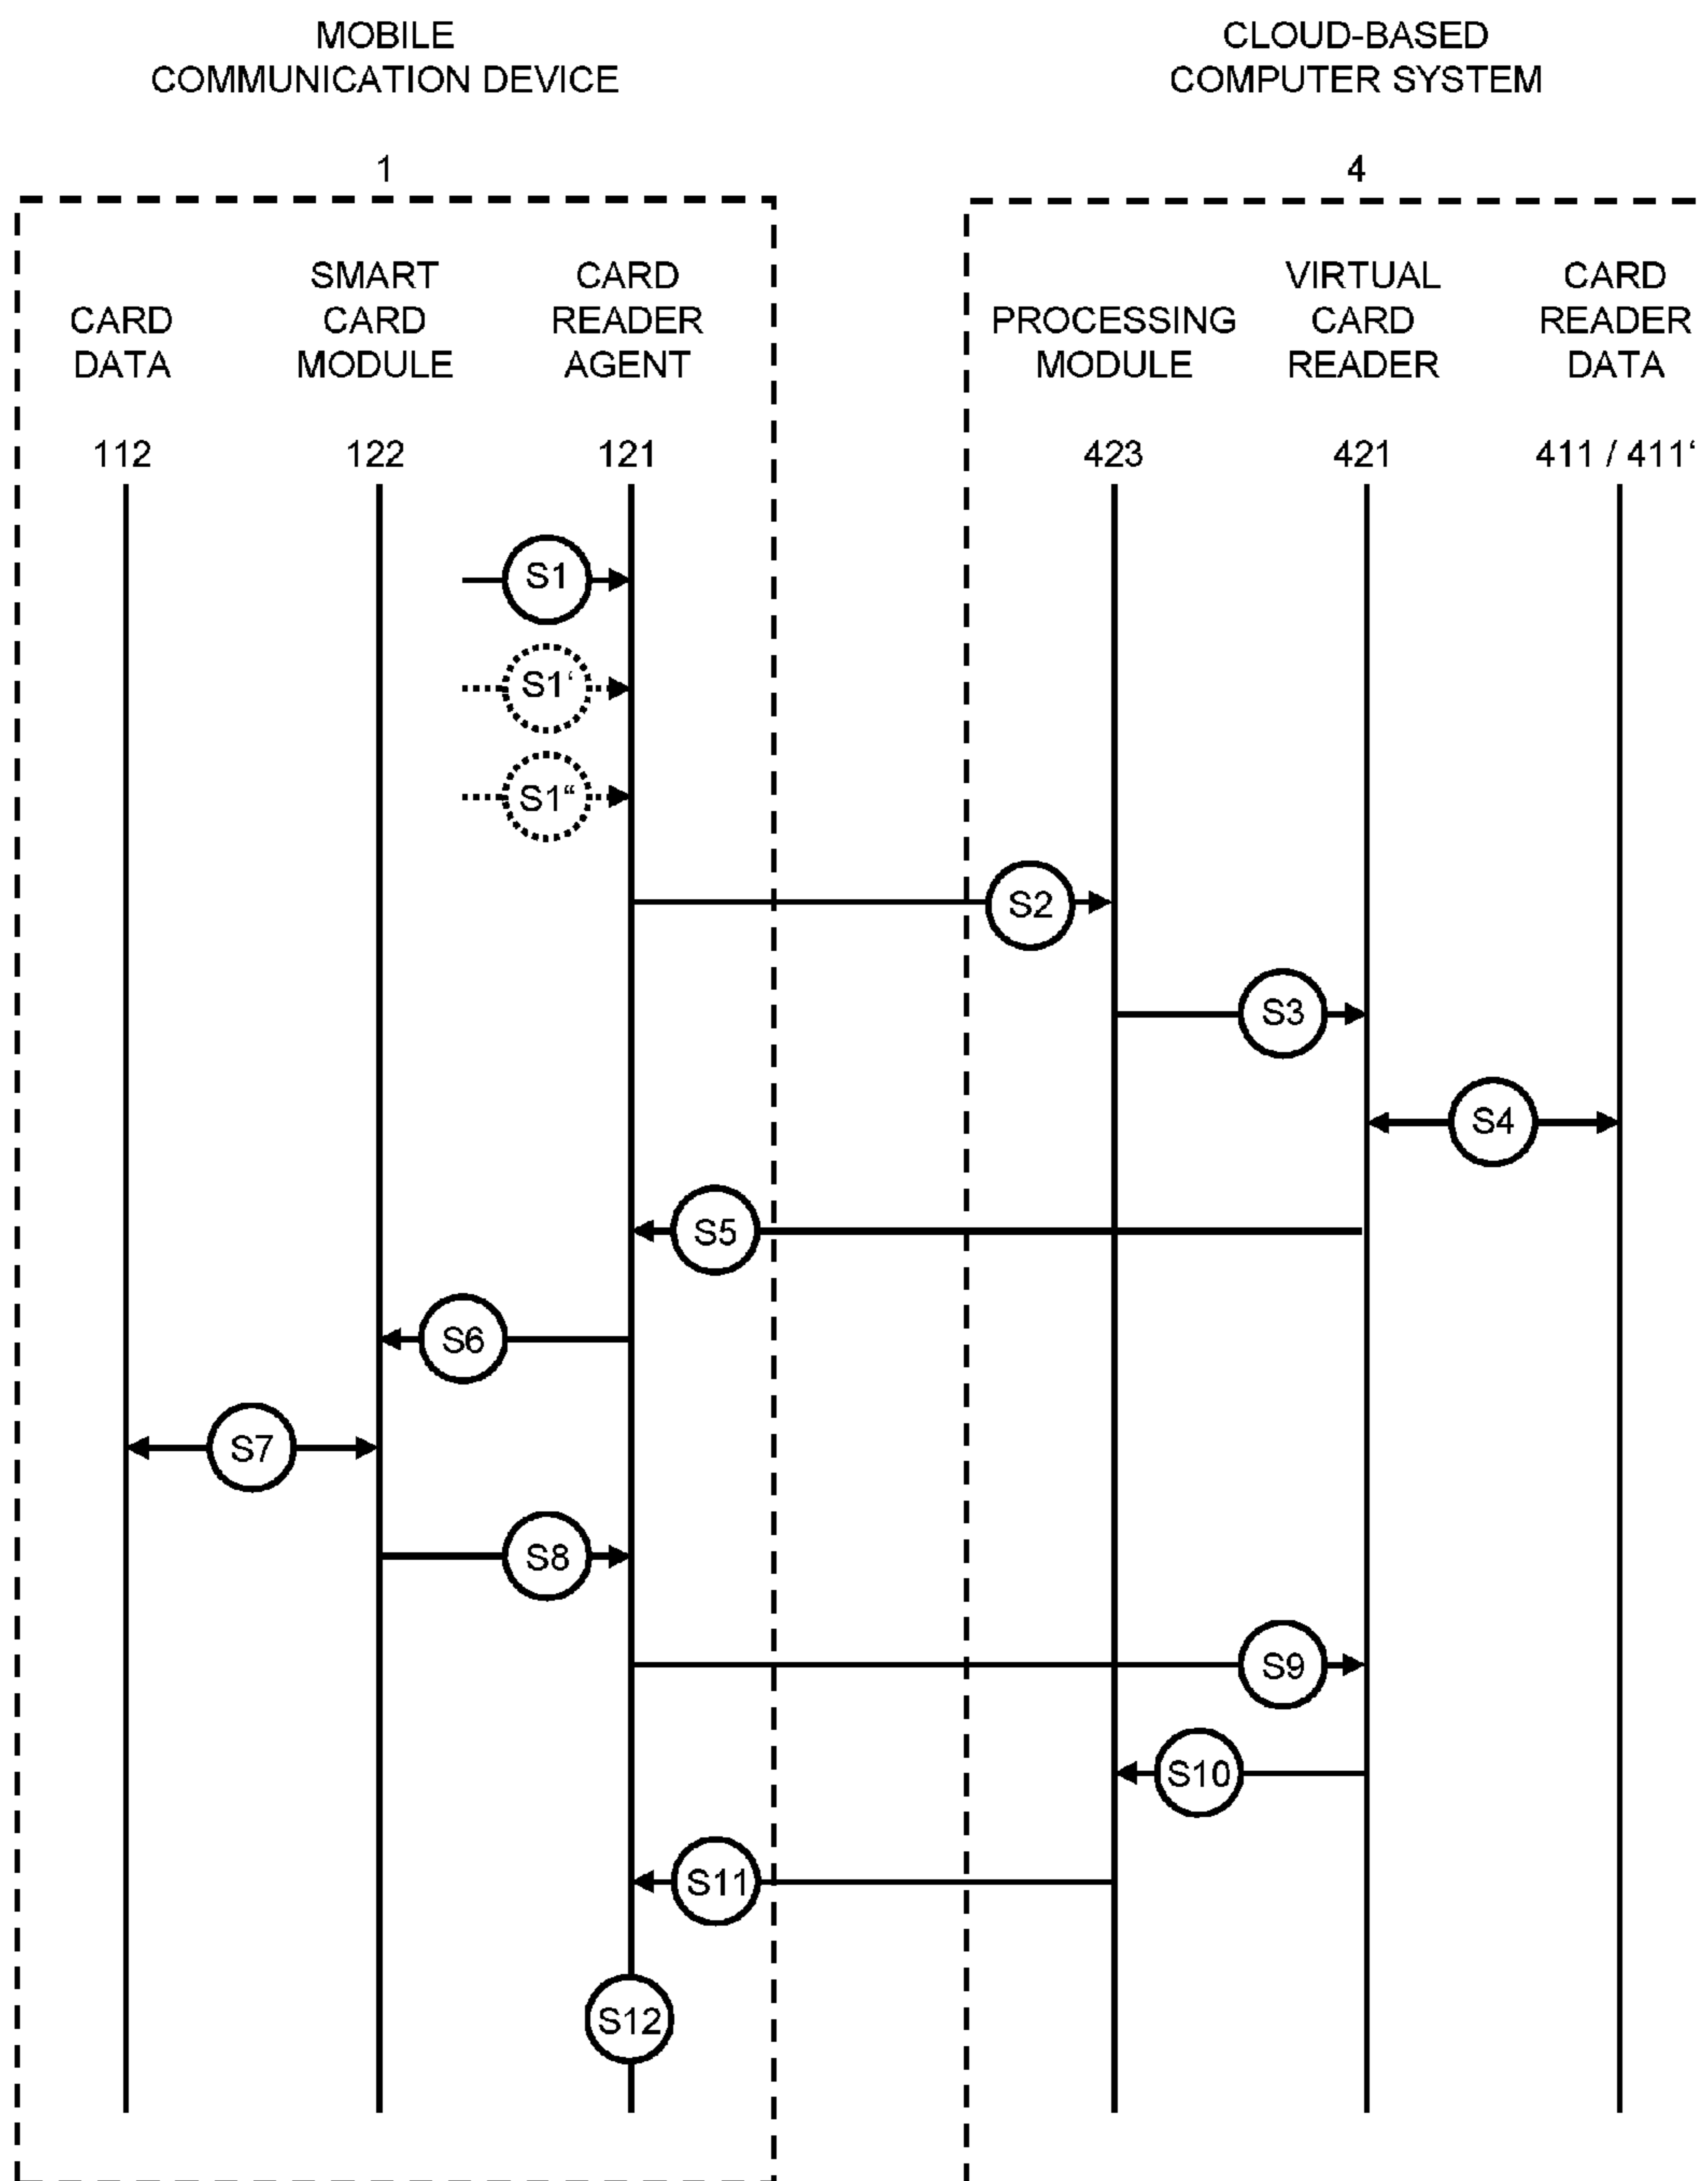 MOBILE
COMMUNICATION DEVICE
CLOUD-BASED
COMPUTER SYSTEM
1
4
CARD
DATA
SMART
CARD
MODULE
CARD
READER
AGENT
PROCESSING
MODULE
VIRTUAL
CARD
READER
CARD
READER
DATA
112
122
121
423
421
411 / 411‘
S1
S1‘
S1“
S2
S3
S4
S5
S6
S7
S8
S9
S10
S11
S12